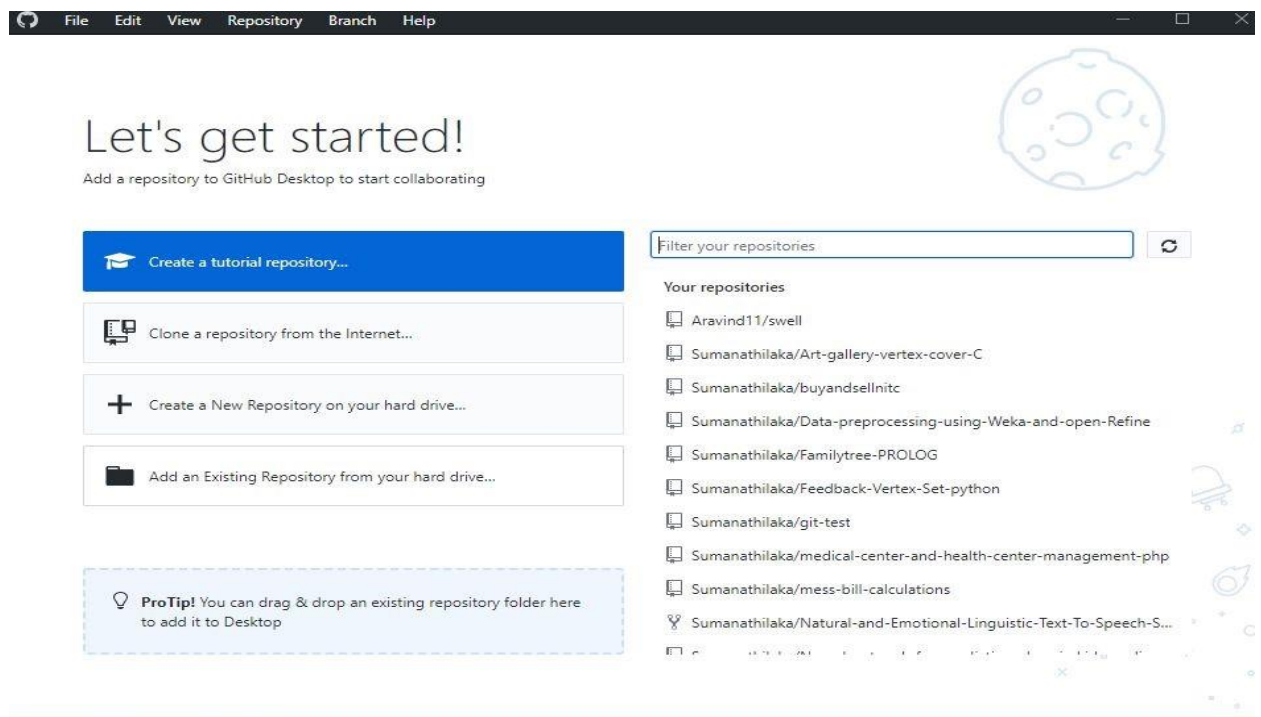 File Edit View Repository Branch Help
Let's get started!
Add a repository to GitHub Desktop to start collaborating
Create a tutorial repository...
Clone a repository from the Internet...
Create a New Repository on your hard drive...
Add an Existing Repository from your hard drive...
ProTip! You can drag & drop an existing repository folder here
to add it to Desktop
Filter your repositories
Your repositories
Aravind11/swell
Sumanathilaka/Art-gallery-vertex-cover-C
Sumanathilaka/buyandsellnitc
Sumanathilaka/Data-preprocessing-using-Weka-and-open-Refine
Sumanathilaka/Familytree-PROLOG
Sumanathilaka/Feedback-Vertex-Set-python
Sumanathilaka/git-test
Sumanathilaka/medical-center-and-health-center-management-php
Sumanathilaka/mess-bill-calculations
Sumanathilaka/Natural-and-Emotional-Linguistic-Text-To-Speech-S...